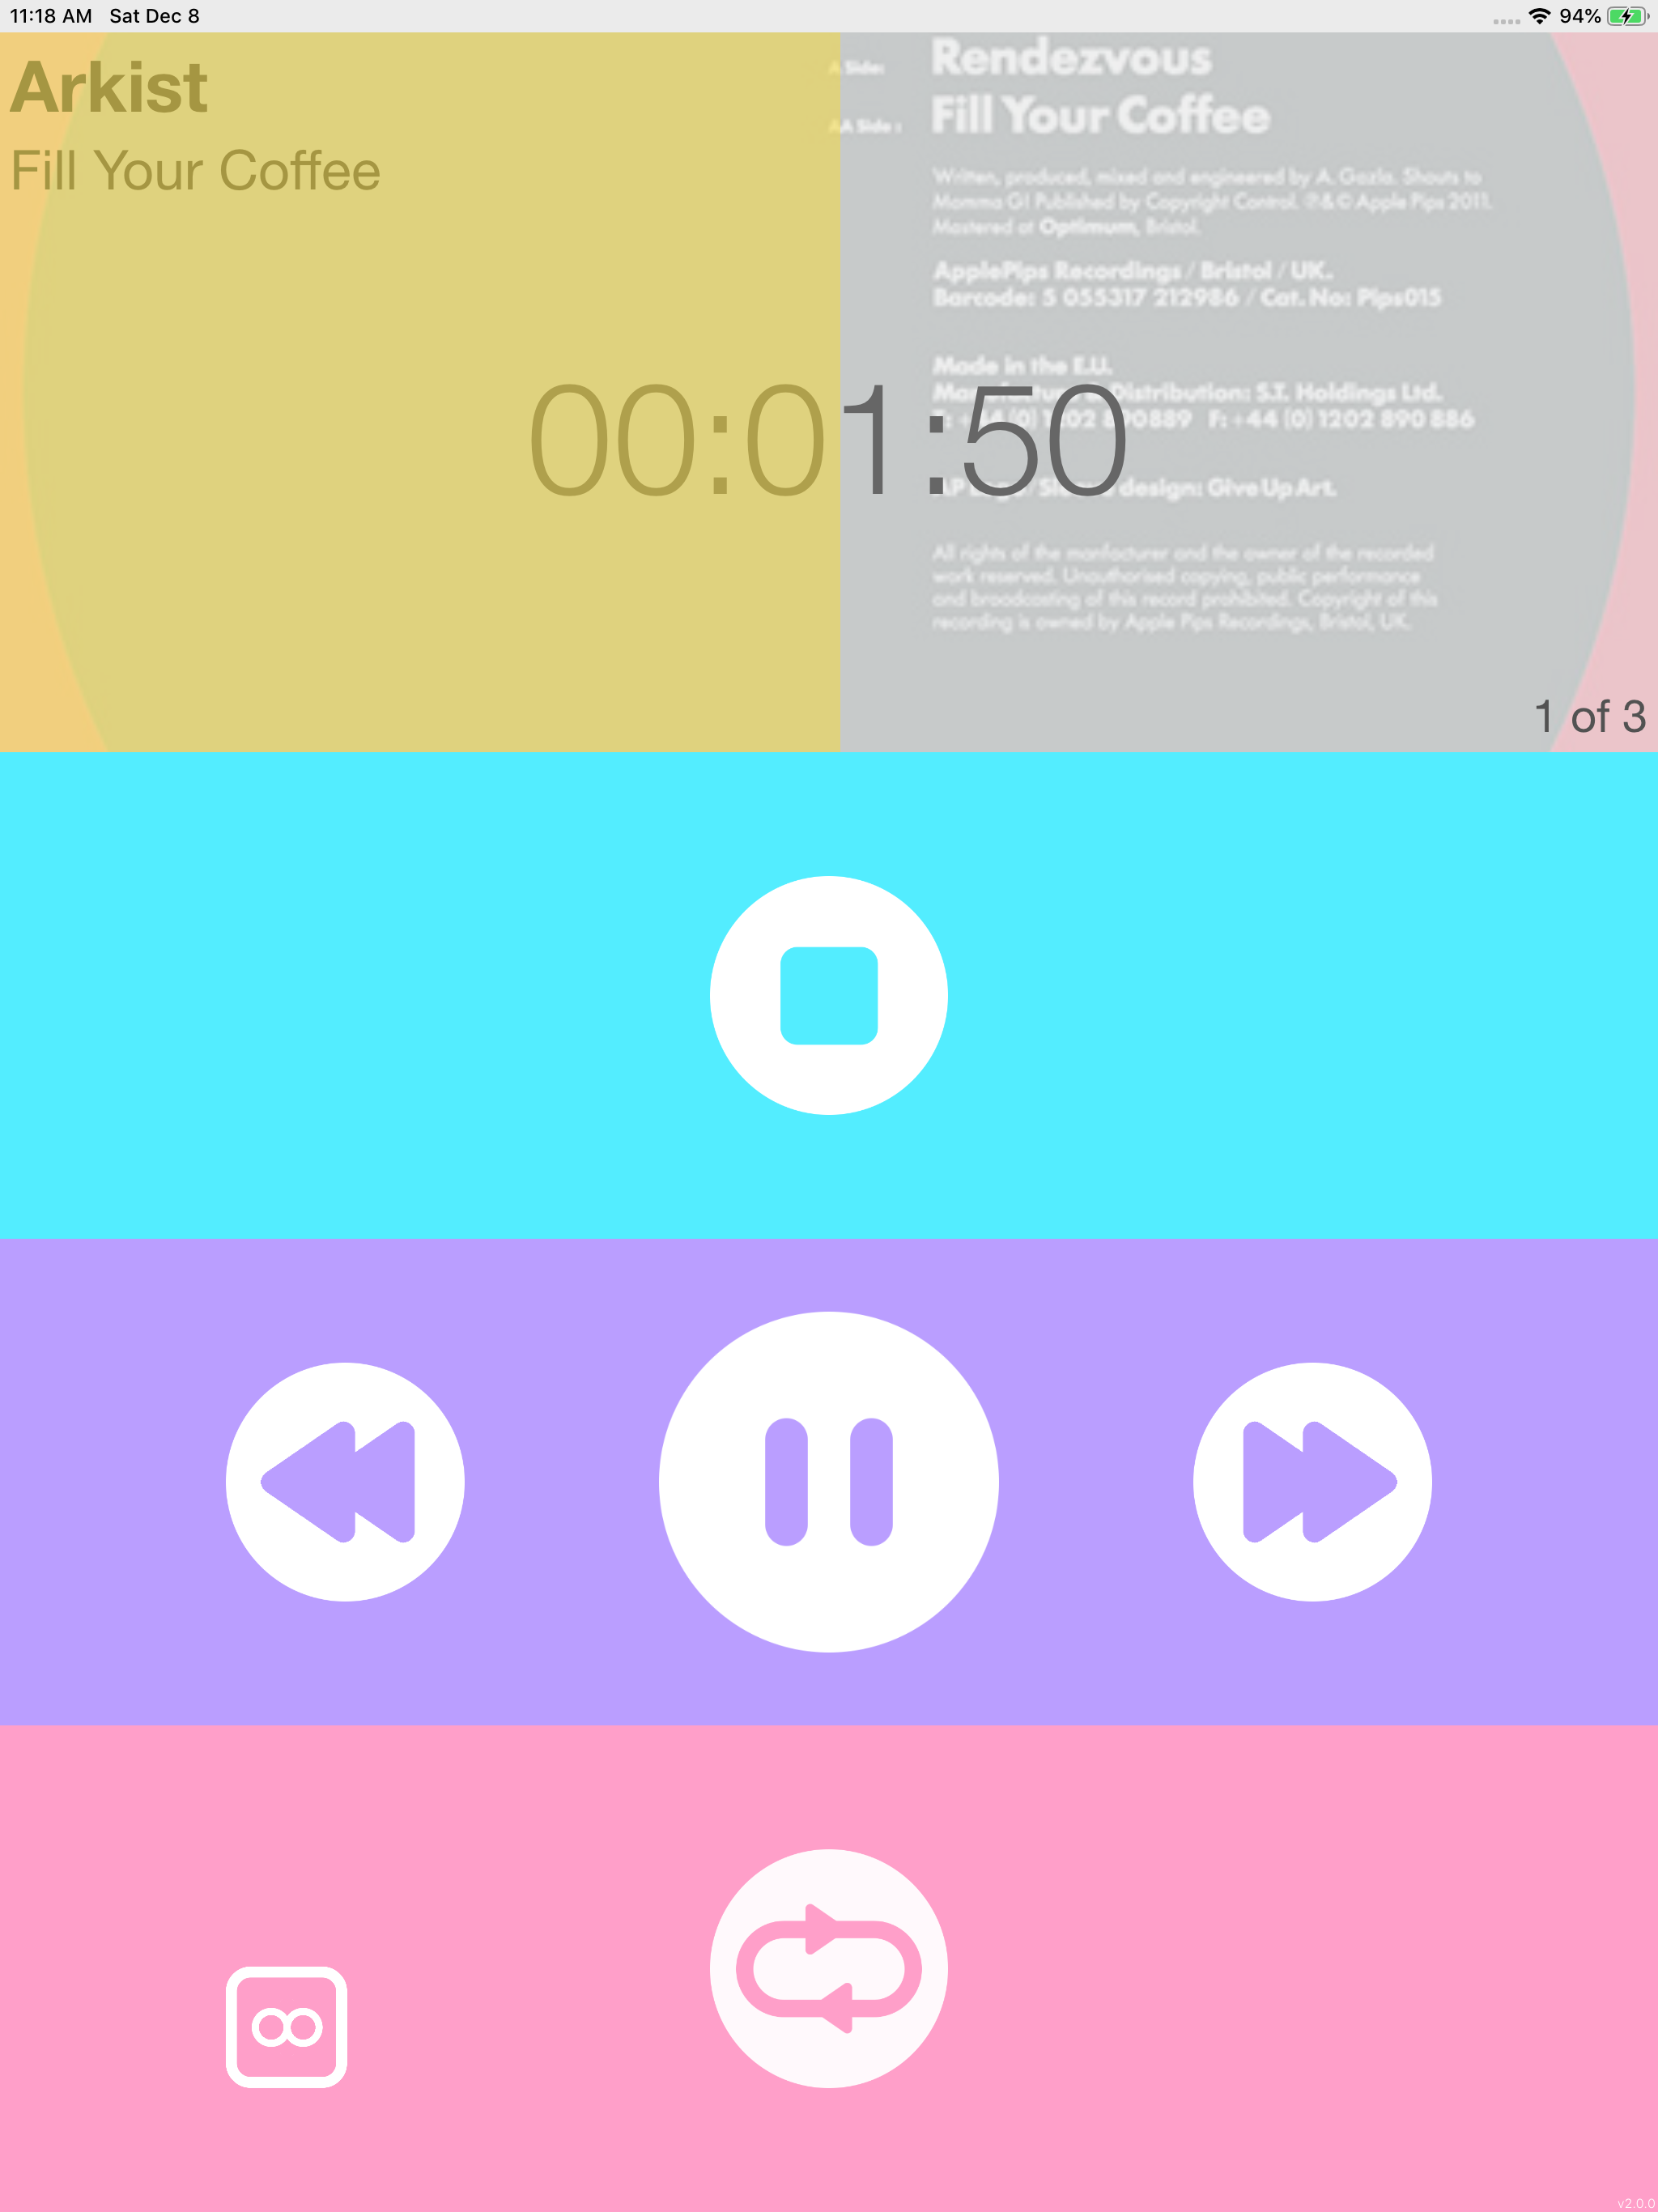 11:18 AM Sat Dec 8
94%
Arkist
Fill Your Coffee
A Side: Rendezvous
AA Side : Fill Your Coffee
Written, produced, mixed and engineered by A. Gazla. Shouts to
Momma G! Published by Copyright Control. ℗&© Apple Pips 2011.
Mastered at Optimum, Bristol.
ApplePips Recordings / Bristol / UK.
Barcode: 5 055317 212986 / Cat. No: Pips015
Made in the E.U.
Distribution: S.T. Holdings Ltd.
F: +44 (0) 1202 890 886
00:01:50
design: Give Up Art.
All rights of the manfacturer and the owner of the recorded
work reserved. Unauthorised copying, public performance
and broadcasting of this record prohibited. Copyright of this
recording is owned by Apple Pips Recordings, Bristol, UK.
1 of 3
v2.0.0